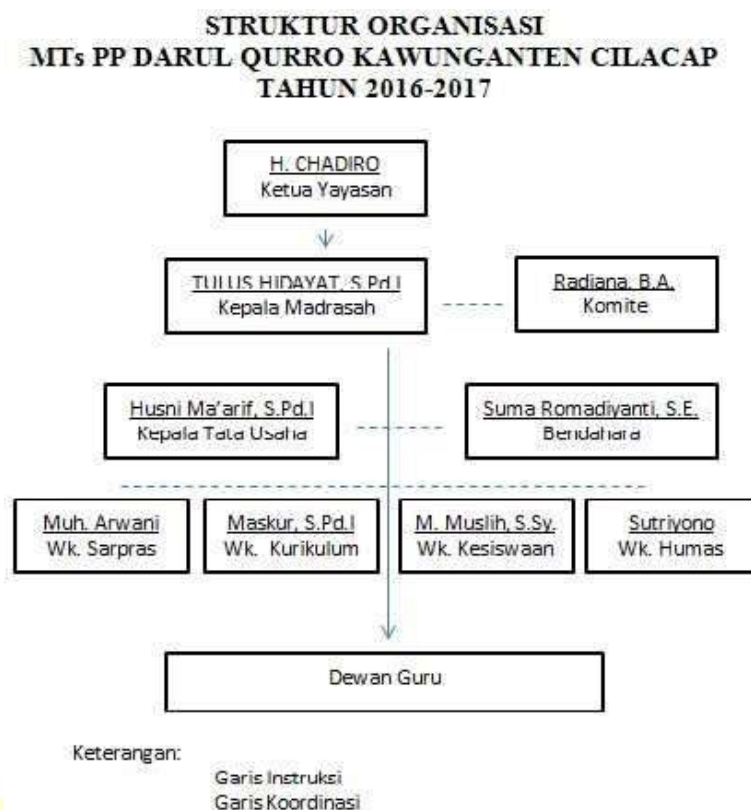 STRUKTUR ORGANISASI
MTs PP DARUL QURRO KAWUNGANTEN CILACAP
TAHUN 2016-2017
H. CHADIRO
Ketua Yayasan
TULUS HIDAYAT, S.Pd.I
Kepala Madrasah
Radiana, B.A.
Komite
Husni Ma'arif, S.Pd.I
Kepala Tata Usaha
Suma Romadiyanti, S.E.
Bendahara
Muh. Arwani
Wk. Sarpras
Maskur, S.Pd.I
Wk. Kurikulum
M. Muslih, S.Sy.
Wk. Kesiswaan
Sutriyono
Wk. Humas
Dewan Guru
Keterangan:
Garis Instruksi
Garis Koordinasi